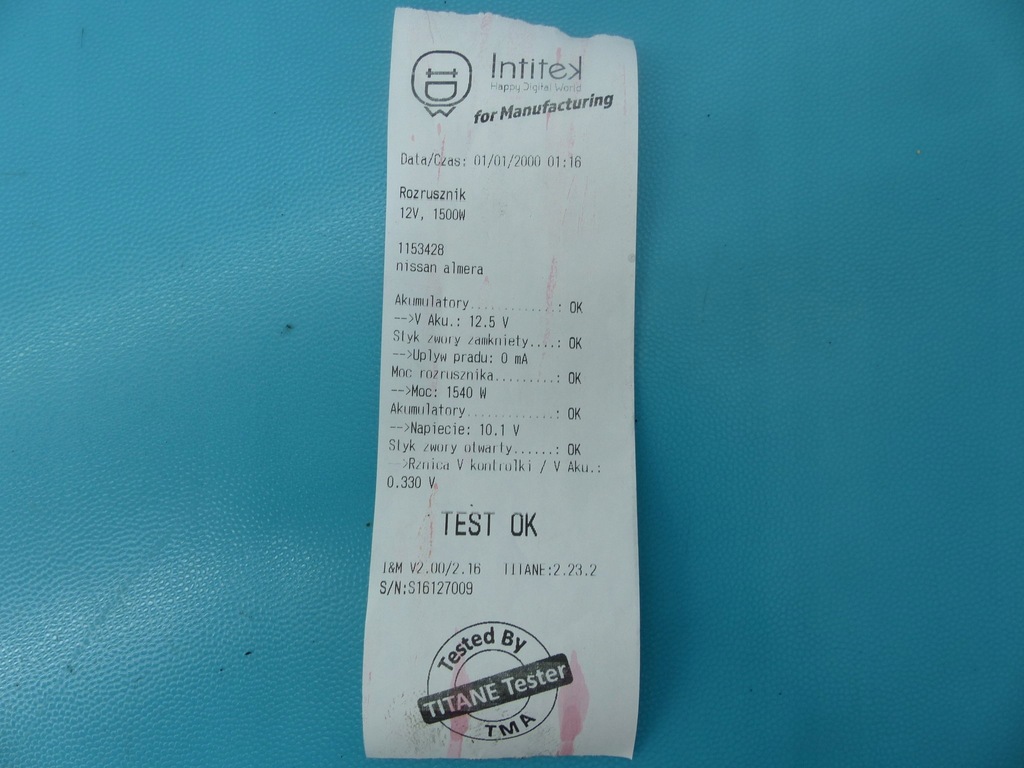 Intitek
Happy Digital World
for Manufacturing
Data/Czas: 01/01/2000 01:16
Rozrusznik
12V, 1500W
1153428
nissan almera
Akumulatory............: OK
-->V Aku.: 12.5 V
Styk zwory zamkniety....: OK
-->Uplyw pradu: 0 mA
Moc rozrusznika.........: OK
-->Moc: 1540 W
Akumulatory............: OK
-->Napiecie: 10.1 V
Styk zwory otwarty......: OK
-->Rznica V kontrolki / V Aku.:
0.330 V
TEST OK
I&M V2.00/2.16 TITANE:2.23.2
S/N:S16127009
Tested By
TITANE Tester
TMA